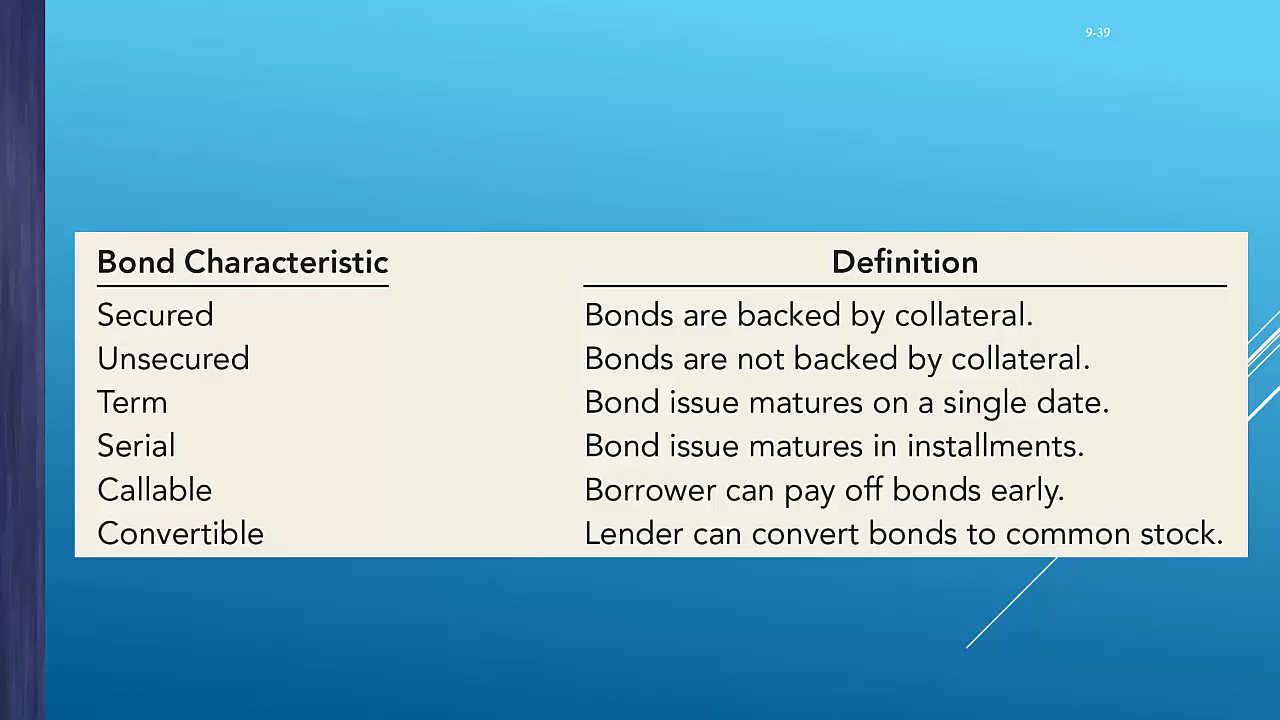 9-39
Bond Characteristic Definition
Secured Bonds are backed by collateral.
Unsecured Bonds are not backed by collateral.
Term Bond issue matures on a single date.
Serial Bond issue matures in installments.
Callable Borrower can pay off bonds early.
Convertible Lender can convert bonds to common stock.